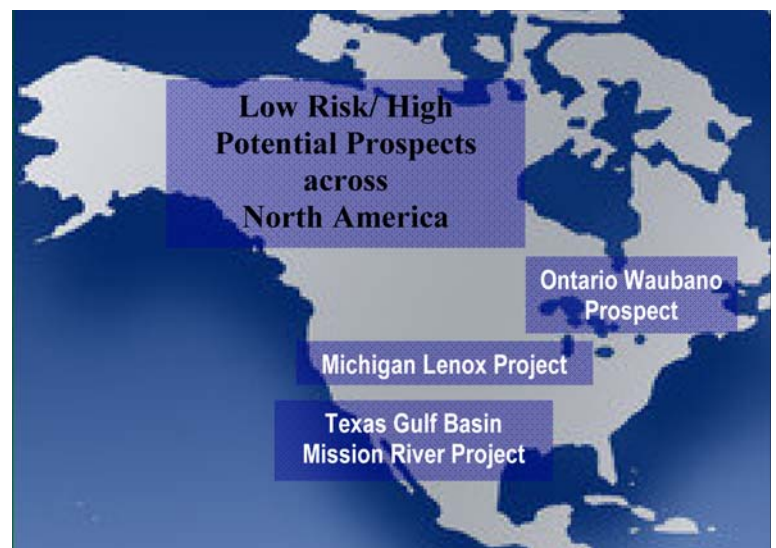 Low Risk/ High
Potential Prospects
across
North America
Ontario Waubano
Prospect
Michigan Lenox Project
Texas Gulf Basin
Mission River Project